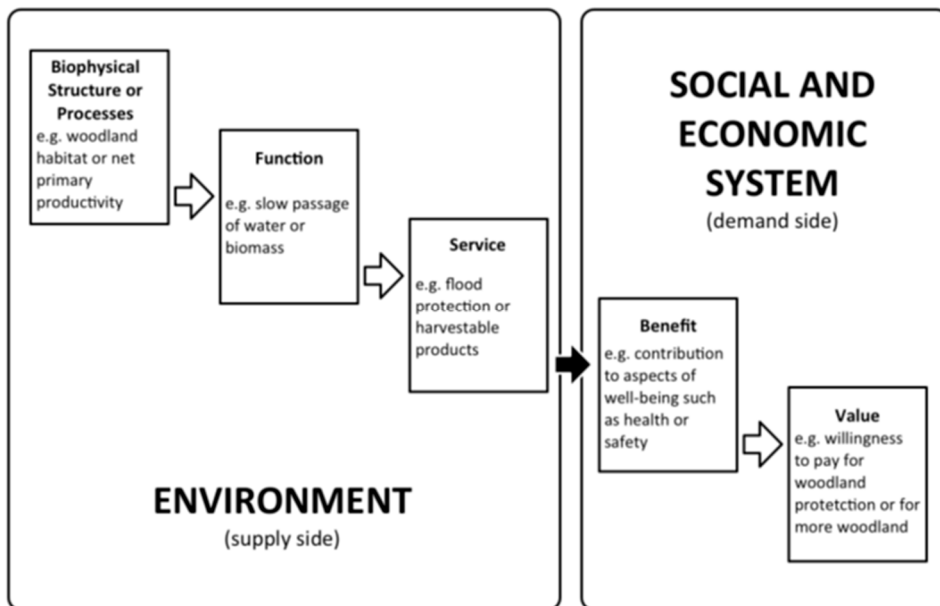 Biophysical
Structure or
Processes
e.g. woodland
habitat or net
primary
productivity
Function
e.g. slow passage
of water or
biomass
Service
e.g. flood
protection or
harvestable
products
ENVIRONMENT
(supply side)
SOCIAL AND
ECONOMIC
SYSTEM
(demand side)
Benefit
e.g. contribution
to aspects of
well-being such
as health or
safety
Value
e.g. willingness
to pay for
woodland
protetction or for
more woodland